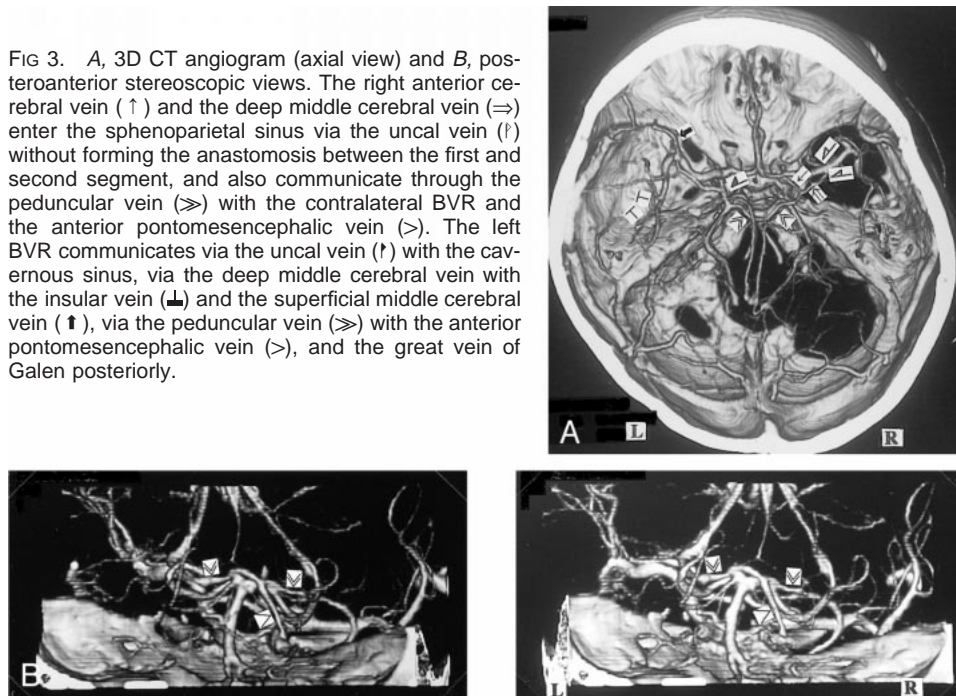 FIG 3. A, 3D CT angiogram (axial view) and B, pos-
teroanterior stereoscopic views. The right anterior ce-
rebral vein (↑) and the deep middle cerebral vein (⇒)
enter the sphenoparietal sinus via the uncal vein (↑)
without forming the anastomosis between the first and
second segment, and also communicate through the
peduncular vein (≫) with the contralateral BVR and
the anterior pontomesencephalic vein (>). The left
BVR communicates via the uncal vein (↑) with the cav-
ernous sinus, via the deep middle cerebral vein with
the insular vein (┻) and the superficial middle cerebral
vein (⬆), via the peduncular vein (≫) with the anterior
pontomesencephalic vein (>), and the great vein of
Galen posteriorly.
A
L
R
B
L
R